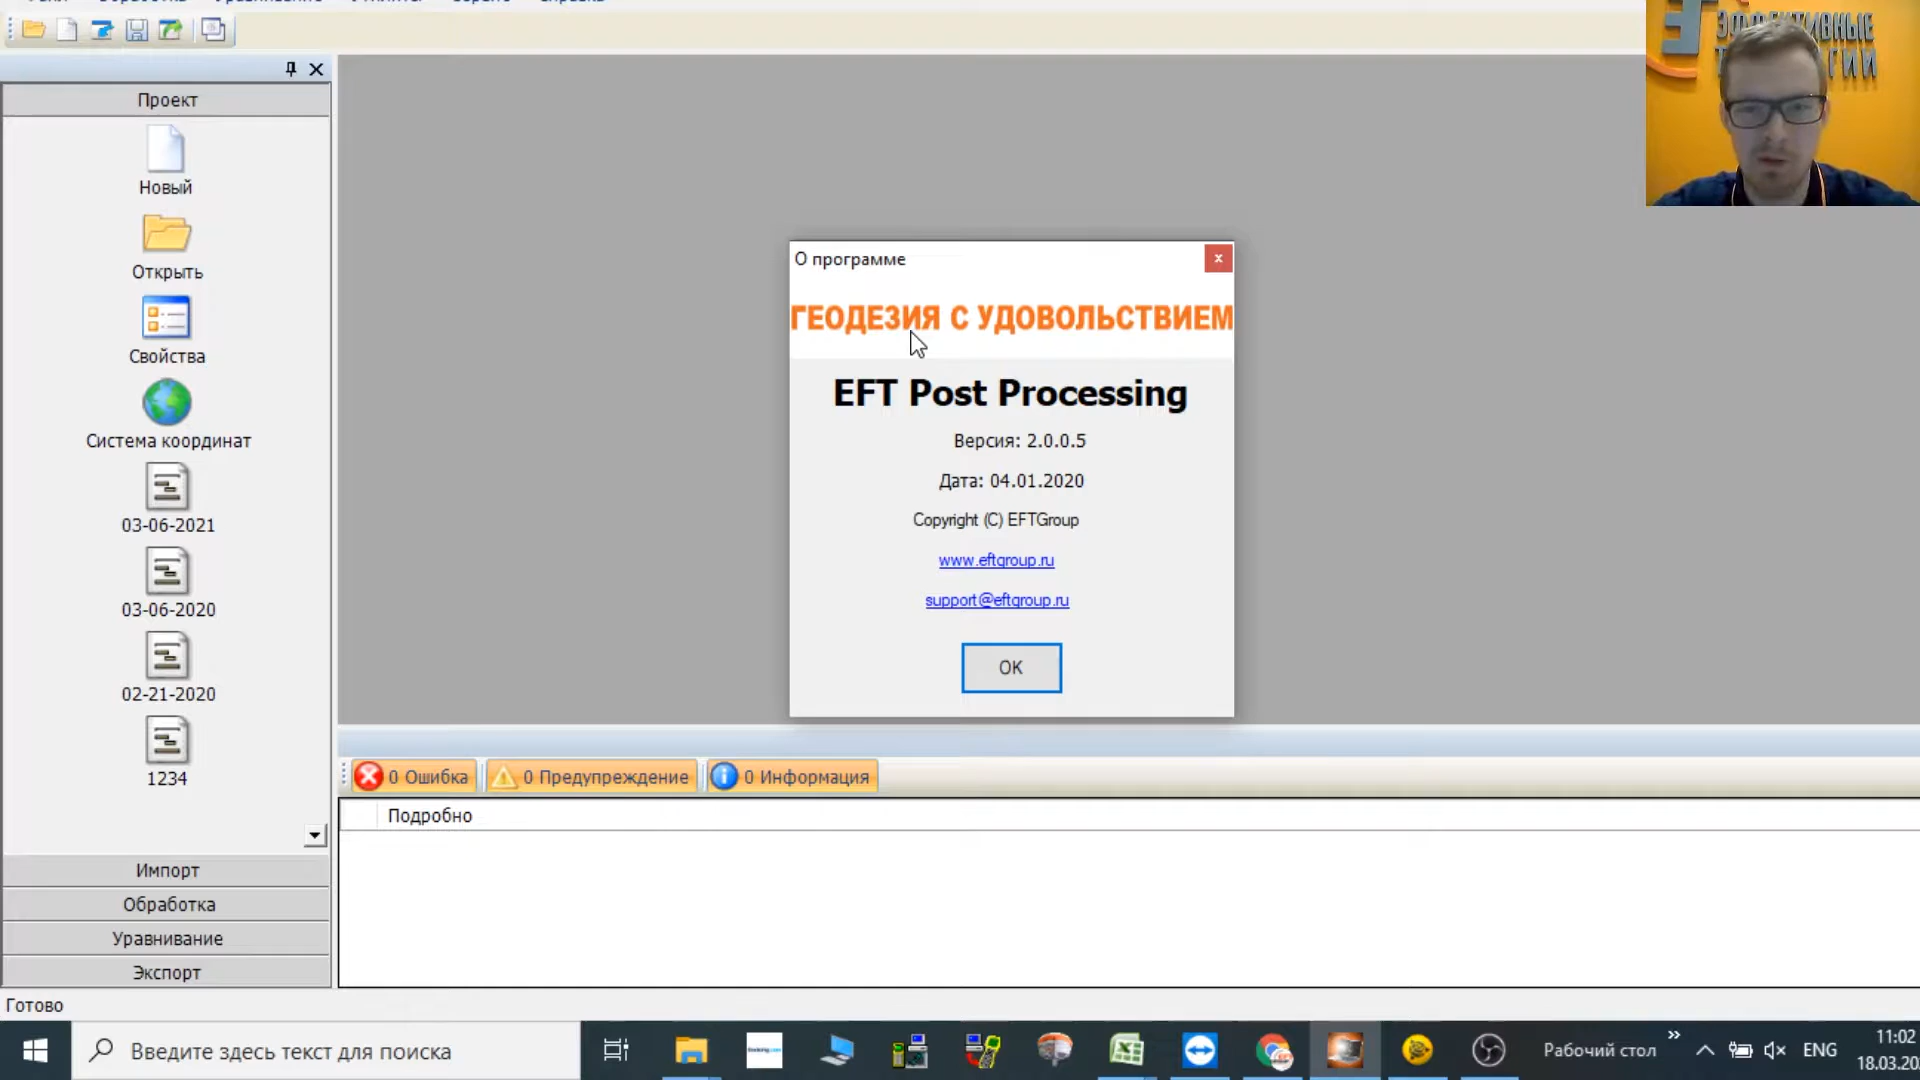 Проект
Новый
Открыть
Свойства
Система координат
03-06-2021
03-06-2020
02-21-2020
1234
Импорт
Обработка
Уравнивание
Экспорт
Готово
О программе
x
ГЕОДЕЗИЯ С УДОВОЛЬСТВИЕМ
EFT Post Processing
Версия: 2.0.0.5
Дата: 04.01.2020
Copyright (C) EFTGroup
www.eftgroup.ru
support@eftgroup.ru
OK
0 Ошибка
0 Предупреждение
0 Информация
Подробно
Введите здесь текст для поиска
Рабочий стол
ENG
11:02